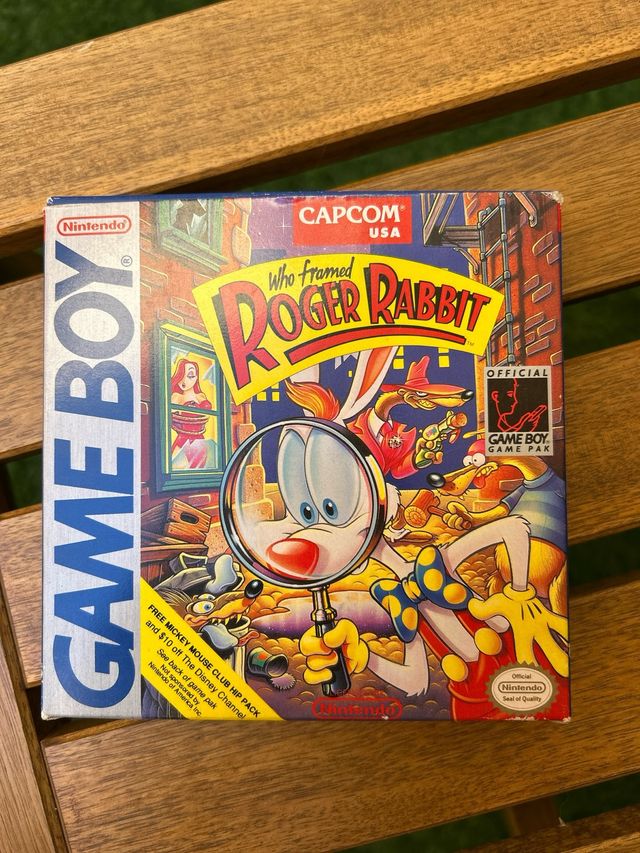 Nintendo®
GAME BOY®
CAPCOM®
USA
Who framed
ROGER RABBIT™
OFFICIAL
GAME BOY
GAME PAK
FREE MICKEY MOUSE CLUB HIP PACK
and $10 off The Disney Channel
See back of game pak
Not sponsored by
Nintendo of America Inc.
Nintendo
Official
Nintendo
Seal of Quality